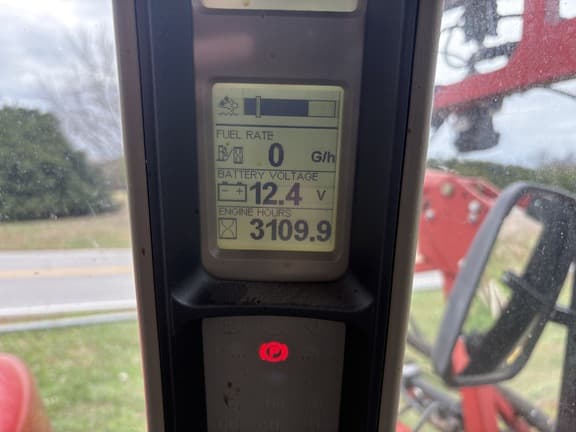 FUEL RATE
0 G/h
BATTERY VOLTAGE
12.4 V
ENGINE HOURS
3109.9
P